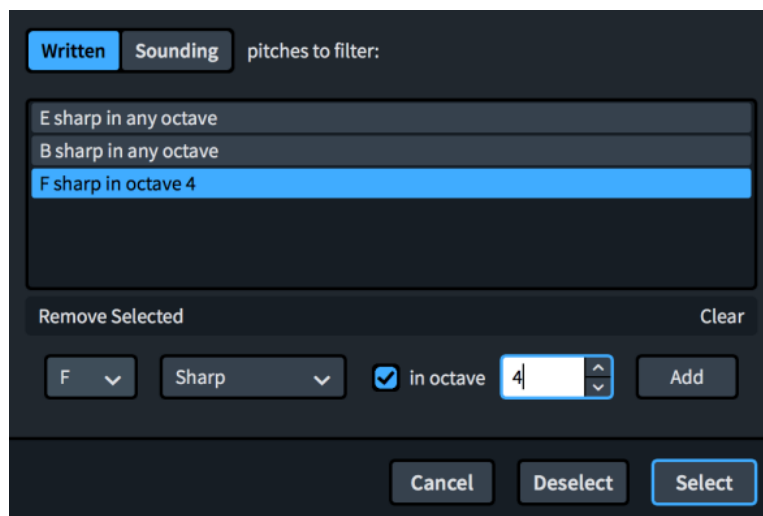 Written Sounding pitches to filter:
E sharp in any octave
B sharp in any octave
F sharp in octave 4
Remove Selected Clear
F Sharp in octave 4 Add
Cancel Deselect Select